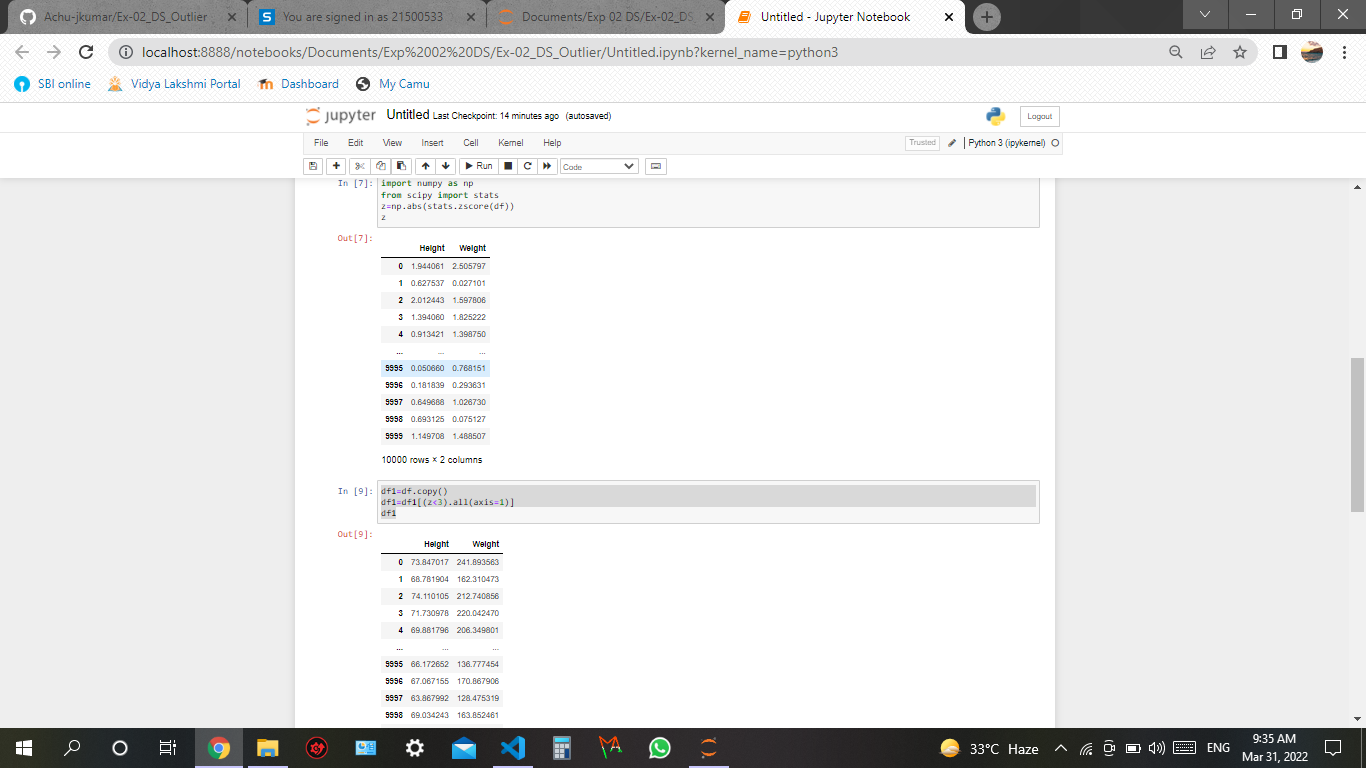 Achu-jkumar/Ex-02_DS_Outlier
You are signed in as 21500533
Documents/Exp 02 DS/Ex-02_DS_
Untitled - Jupyter Notebook
localhost:8888/notebooks/Documents/Exp%2002%20DS/Ex-02_DS_Outlier/Untitled.ipynb?kernel_name=python3
SBI online Vidya Lakshmi Portal Dashboard My Camu
jupyter Untitled Last Checkpoint: 14 minutes ago (autosaved) Logout
File Edit View Insert Cell Kernel Help Trusted Python 3 (ipykernel)
Run Code
In [7]: import numpy as np
from scipy import stats
z=np.abs(stats.zscore(df))
z
Out[7]:
Height Weight
0 1.944061 2.505797
1 0.627537 0.027101
2 2.012443 1.597806
3 1.394060 1.825222
4 0.913421 1.398750
... ... ...
9995 0.050660 0.768151
9996 0.181839 0.293631
9997 0.649688 1.026730
9998 0.693125 0.075127
9999 1.149708 1.488507
10000 rows × 2 columns
In [9]: df1=df.copy()
df1=df1[(z<3).all(axis=1)]
df1
Out[9]:
Height Weight
0 73.847017 241.893563
1 68.781904 162.310473
2 74.110105 212.740856
3 71.730978 220.042470
4 69.881796 206.349801
... ... ...
9995 66.172652 136.777454
9996 67.067155 170.867906
9997 63.867992 128.475319
9998 69.034243 163.852461
33°C Haze ENG 9:35 AM
Mar 31, 2022